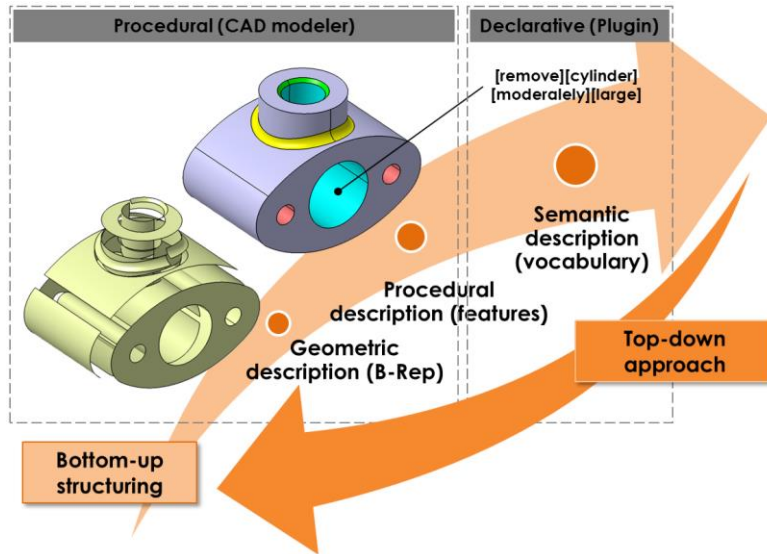 Procedural (CAD modeler)
Declarative (Plugin)
[remove][cylinder]
[moderalely][large]
Semantic
description
(vocabulary)
Procedural
description (features)
Geometric
description (B-Rep)
Top-down
approach
Bottom-up
structuring